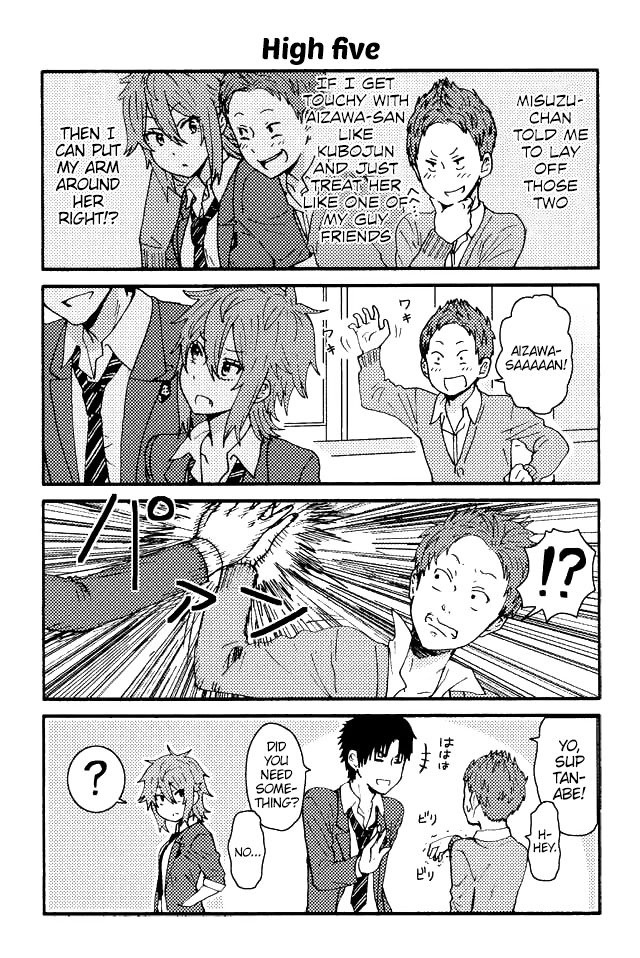 High five
MISUZU-
CHAN
TOLD ME
TO LAY
OFF
THOSE
TWO
IF I GET
TOUCHY WITH
AIZAWA-SAN
LIKE
KUBOJUN
AND JUST
TREAT HER
LIKE ONE OF
MY GUY
FRIENDS
へへ…
THEN I
CAN PUT
MY ARM
AROUND
HER
RIGHT!?
AIZAWA-
SAAAAAN!
ワキ
ワキ
!?
パァン
YO,
SUP
TAN-
ABE!
H-
HEY.
ははは
ビリ
ビリ
DID
YOU
NEED
SOME-
THING?
NO...
?